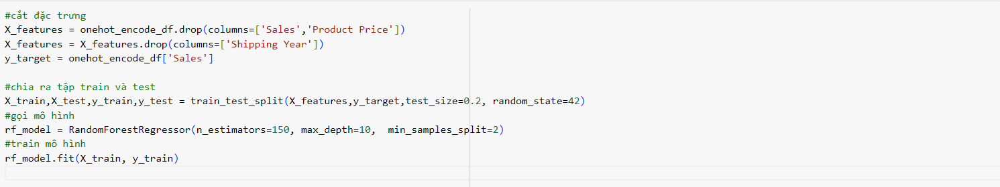 #cắt đặc trưng
X_features = onehot_encode_df.drop(columns=['Sales','Product Price'])
X_features = X_features.drop(columns=['Shipping Year'])
y_target = onehot_encode_df['Sales']
#chia ra tập train và test
X_train,X_test,y_train,y_test = train_test_split(X_features,y_target,test_size=0.2, random_state=42)
#gọi mô hình
rf_model = RandomForestRegressor(n_estimators=150, max_depth=10,  min_samples_split=2)
#train mô hình
rf_model.fit(X_train, y_train)